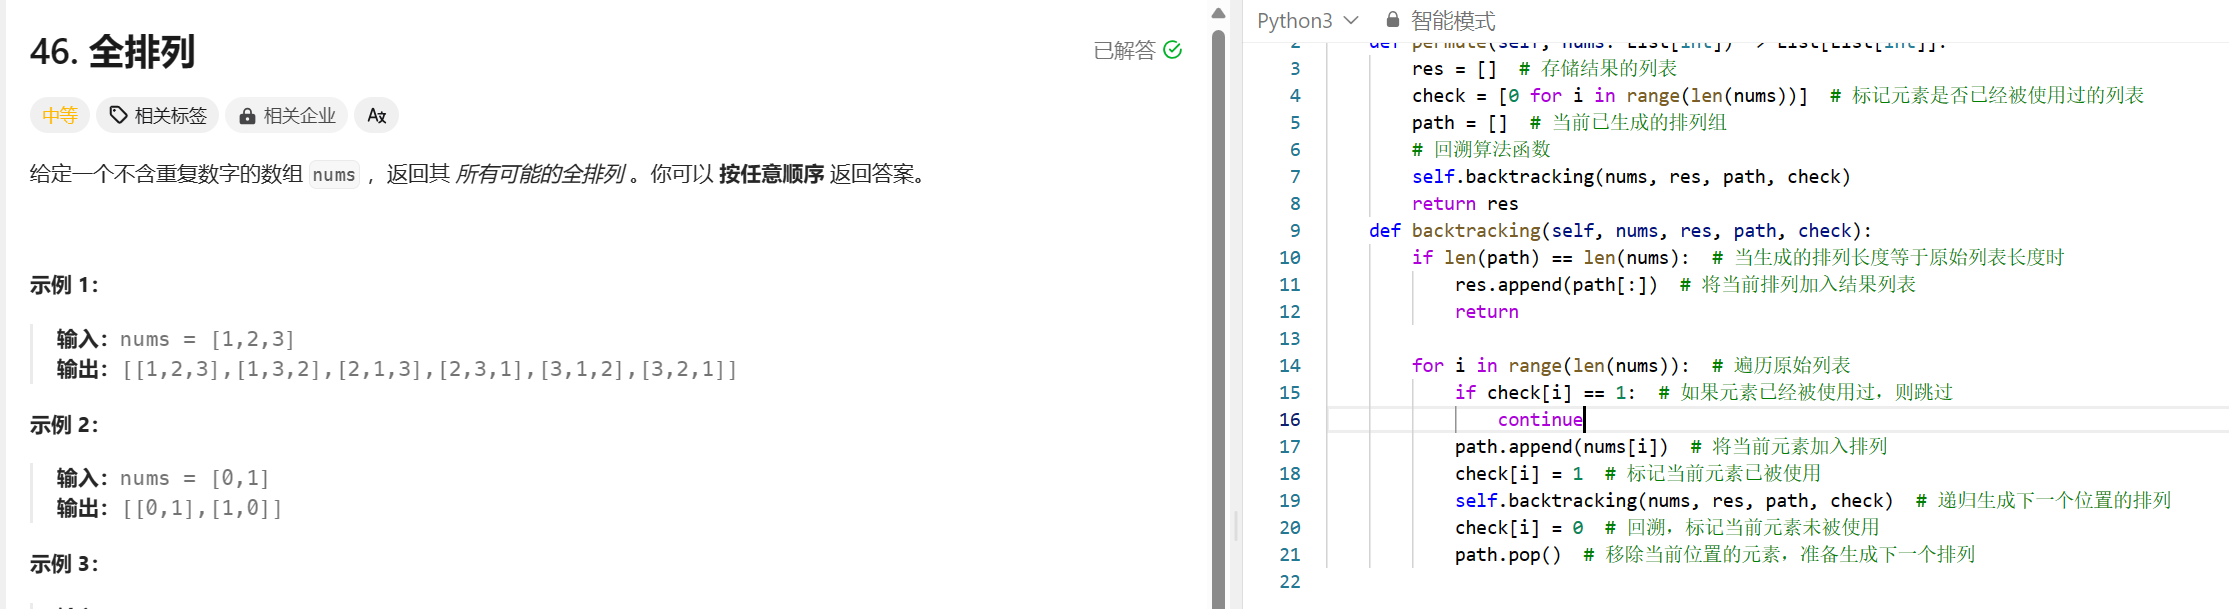 46. 全排列
已解答
中等
相关标签
相关企业
给定一个不含重复数字的数组 nums ，返回其 所有可能的全排列 。你可以 按任意顺序 返回答案。
示例 1：
输入：nums = [1,2,3]
输出：[[1,2,3],[1,3,2],[2,1,3],[2,3,1],[3,1,2],[3,2,1]]
示例 2：
输入：nums = [0,1]
输出：[[0,1],[1,0]]
示例 3：
Python3 智能模式
2 def permute(self, nums: List[int]) -> List[List[int]]:
3 res = [] # 存储结果的列表
4 check = [0 for i in range(len(nums))] # 标记元素是否已经被使用过的列表
5 path = [] # 当前已生成的排列组
6 # 回溯算法函数
7 self.backtracking(nums, res, path, check)
8 return res
9 def backtracking(self, nums, res, path, check):
10 if len(path) == len(nums): # 当生成的排列长度等于原始列表长度时
11 res.append(path[:]) # 将当前排列加入结果列表
12 return
13
14 for i in range(len(nums)): # 遍历原始列表
15 if check[i] == 1: # 如果元素已经被使用过，则跳过
16 continue
17 path.append(nums[i]) # 将当前元素加入排列
18 check[i] = 1 # 标记当前元素已被使用
19 self.backtracking(nums, res, path, check) # 递归生成下一个位置的排列
20 check[i] = 0 # 回溯，标记当前元素未被使用
21 path.pop() # 移除当前位置的元素，准备生成下一个排列
22